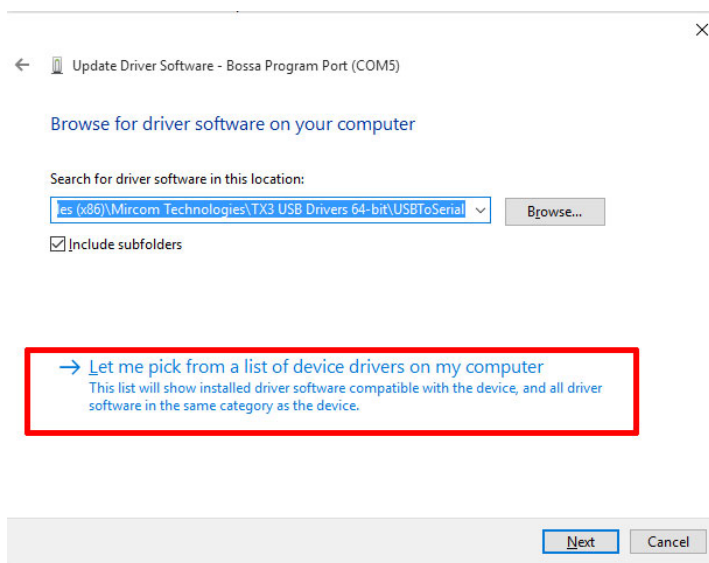 Update Driver Software - Bossa Program Port (COM5)
Browse for driver software on your computer
Search for driver software in this location:
les (x86)\Mircom Technologies\TX3 USB Drivers 64-bit\USBToSerial
Browse...
Include subfolders
Let me pick from a list of device drivers on my computer
This list will show installed driver software compatible with the device, and all driver
software in the same category as the device.
Next Cancel